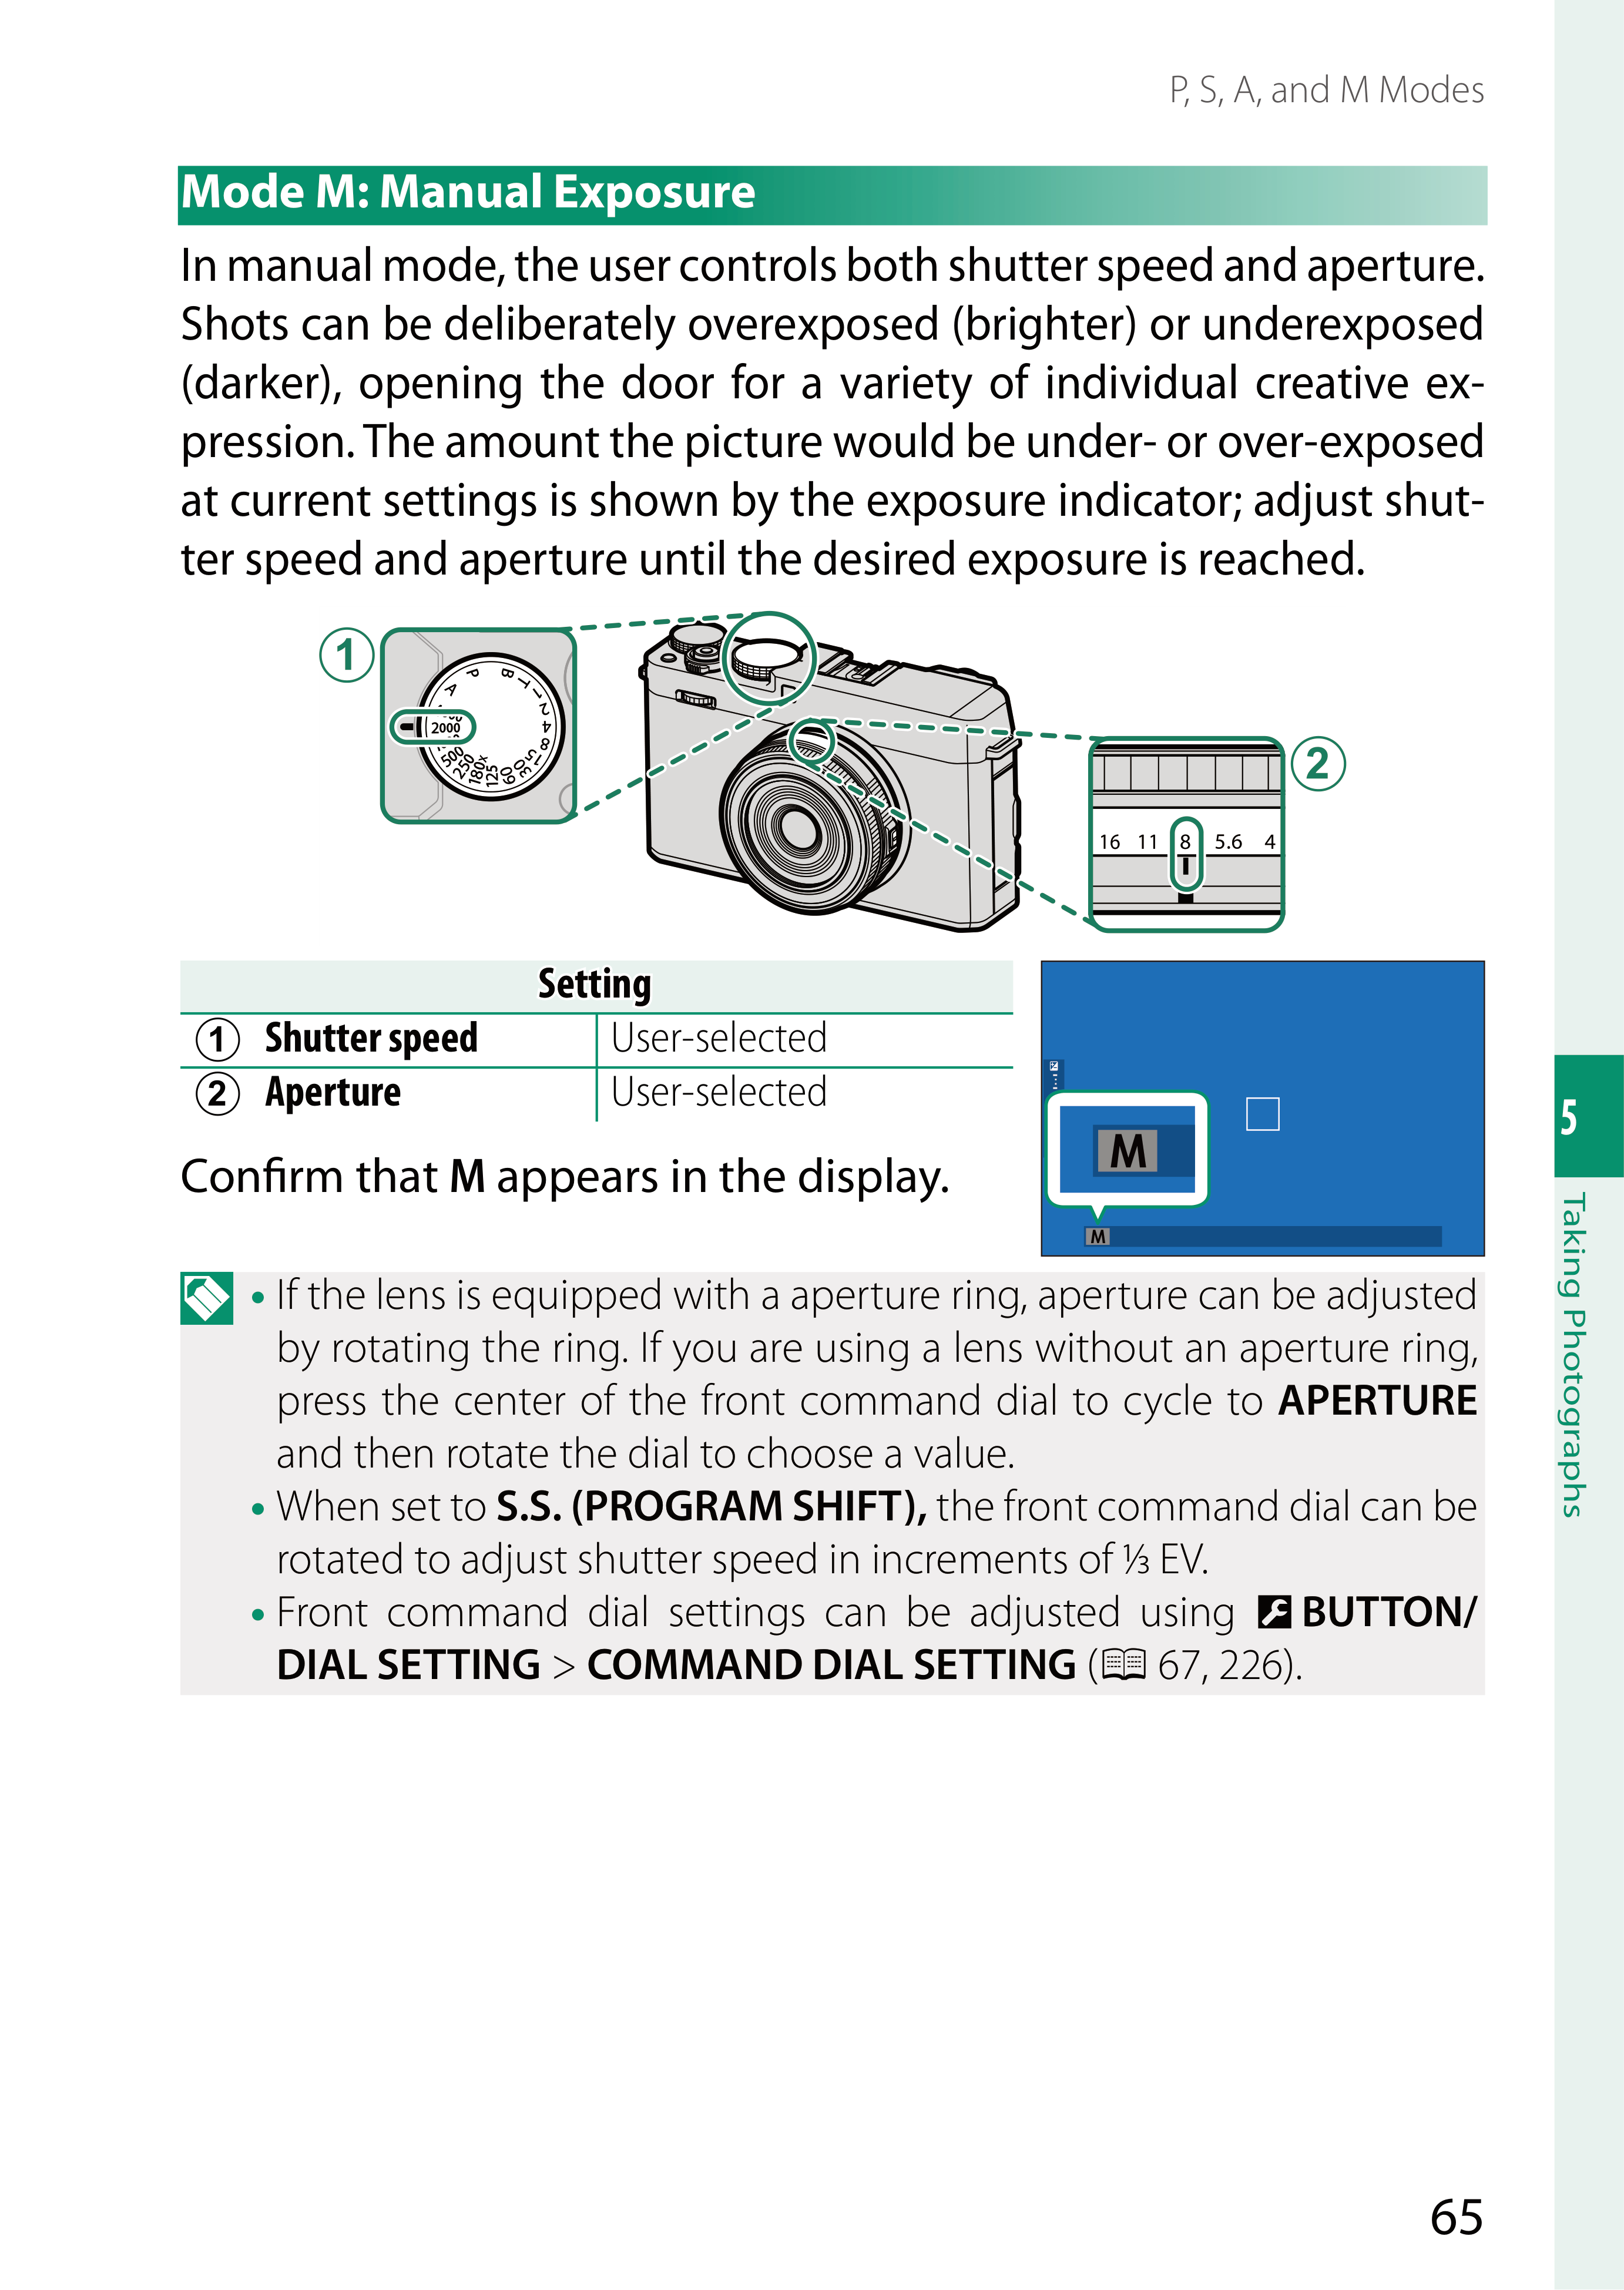 P, S, A, and M Modes
Mode M: Manual Exposure
In manual mode, the user controls both shutter speed and aperture.
Shots can be deliberately overexposed (brighter) or underexposed
(darker), opening the door for a variety of individual creative ex-
pression. The amount the picture would be under- or over-exposed
at current settings is shown by the exposure indicator; adjust shut-
ter speed and aperture until the desired exposure is reached.
1
P B T 1 2 4 8 15 30 60 125 180x 250 500
A
2000
2
16 11 8 5.6 4
Setting
1 Shutter speed User-selected
2 Aperture User-selected
Confirm that M appears in the display.
M
M
• If the lens is equipped with a aperture ring, aperture can be adjusted
by rotating the ring. If you are using a lens without an aperture ring,
press the center of the front command dial to cycle to APERTURE
and then rotate the dial to choose a value.
• When set to S.S. (PROGRAM SHIFT), the front command dial can be
rotated to adjust shutter speed in increments of ⅓ EV.
• Front command dial settings can be adjusted using BUTTON/
DIAL SETTING > COMMAND DIAL SETTING (67, 226).
5
Taking Photographs
65